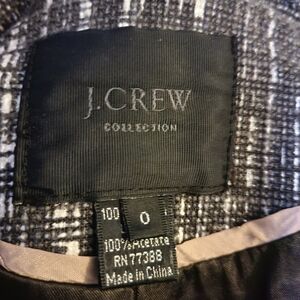 J.CREW
COLLECTION
100
0
100% Acetate
RN77388
Made in China